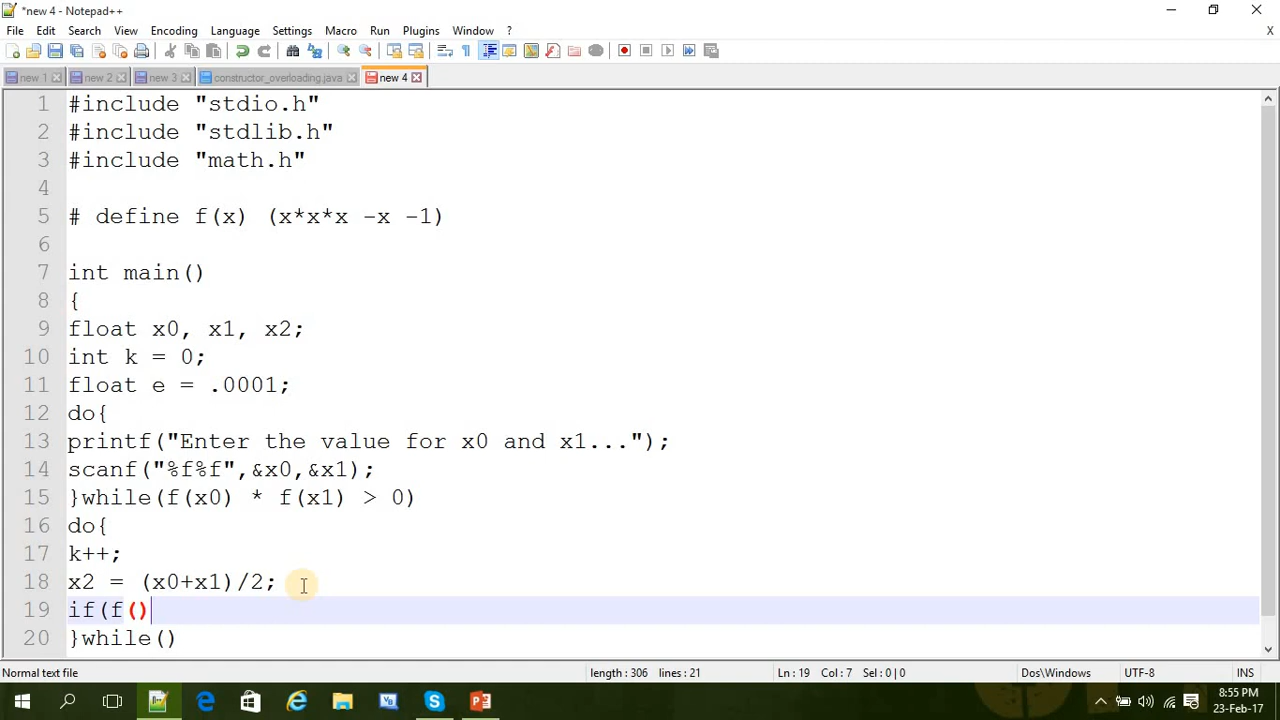 *new 4 - Notepad++
File Edit Search View Encoding Language Settings Macro Run Plugins Window ? X
new 1 new 2 new 3 constructor_overloading.java new 4
1 #include "stdio.h"
2 #include "stdlib.h"
3 #include "math.h"
4
5 # define f(x) (x*x*x -x -1)
6
7 int main()
8 {
9 float x0, x1, x2;
10 int k = 0;
11 float e = .0001;
12 do{
13 printf("Enter the value for x0 and x1...");
14 scanf("%f%f",&x0,&x1);
15 }while(f(x0) * f(x1) > 0)
16 do{
17 k++;
18 x2 = (x0+x1)/2;
19 if(f()
20 }while()
Normal text file length : 306 lines : 21 Ln : 19 Col : 7 Sel : 0 | 0 Dos\Windows UTF-8 INS
8:55 PM
23-Feb-17